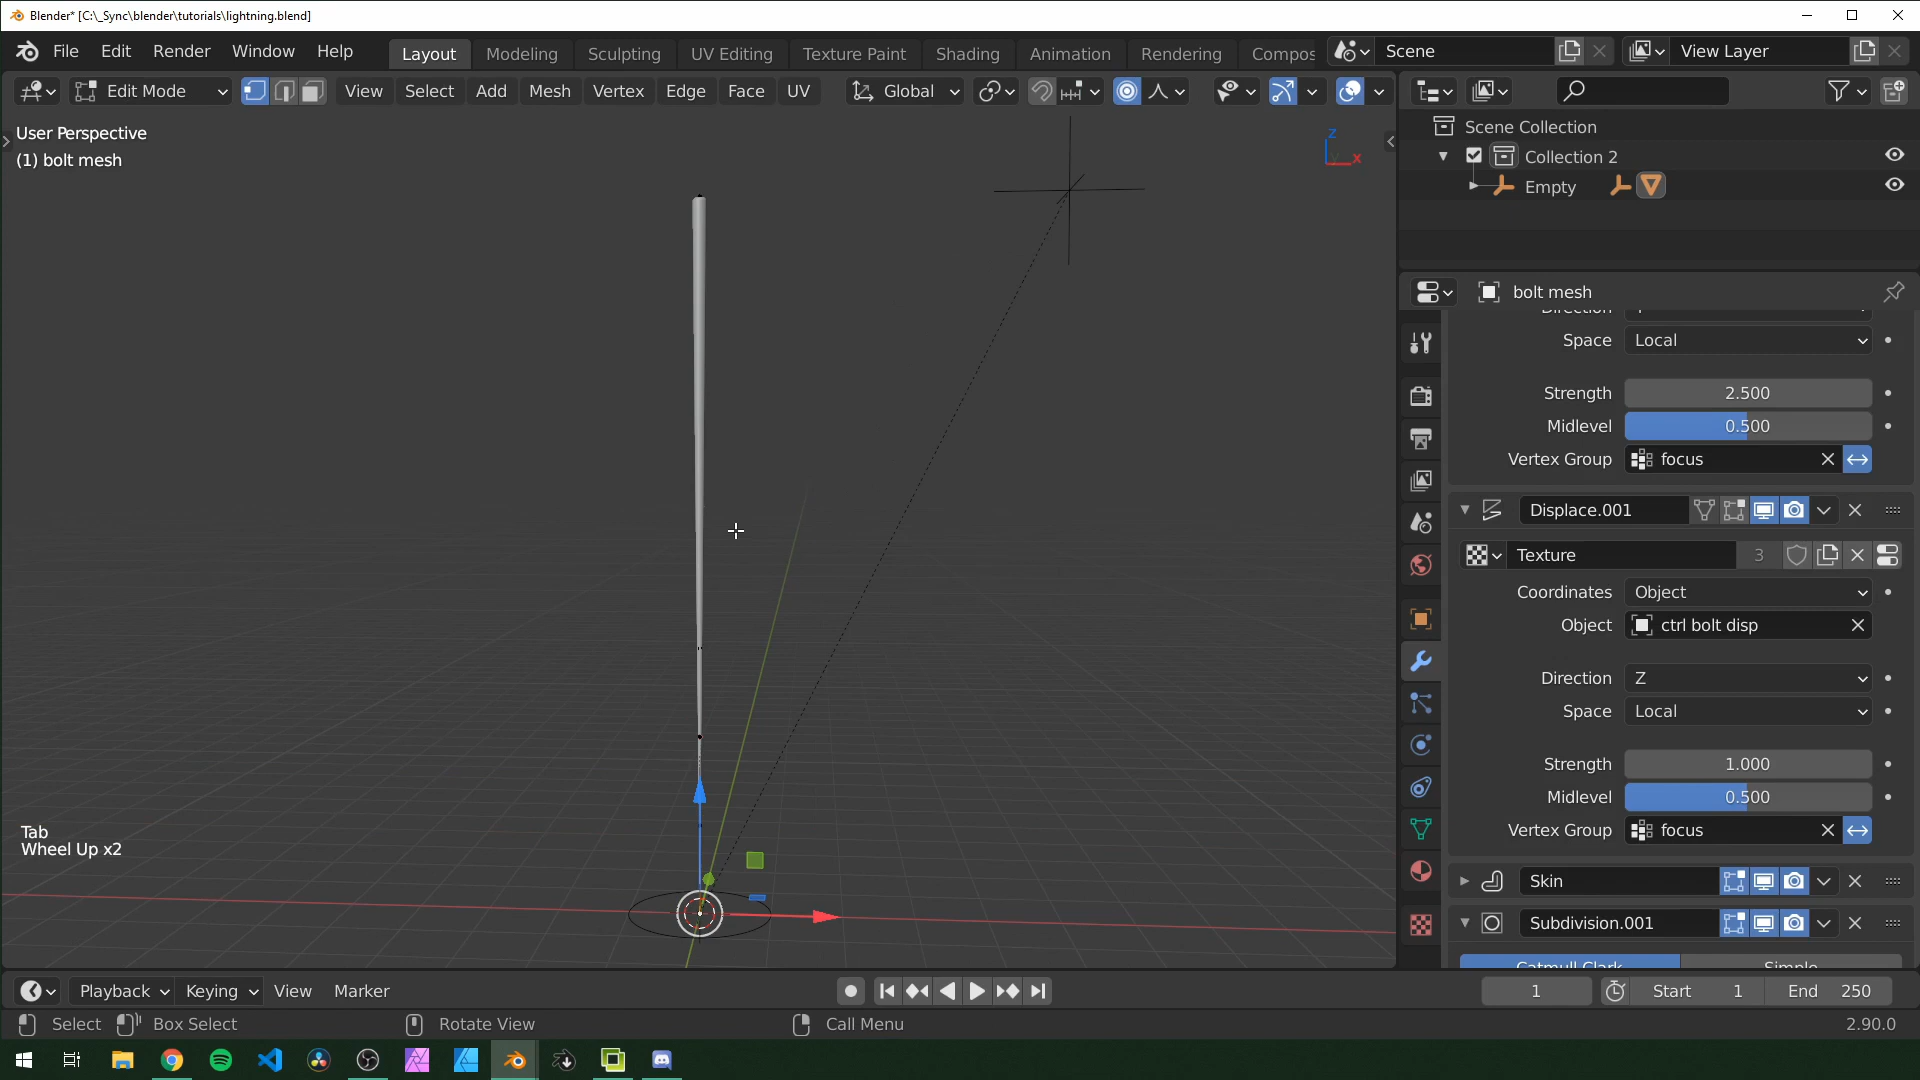 Blender* [C:\_Sync\blender\tutorials\lightning.blend]
File Edit Render Window Help Layout Modeling Sculpting UV Editing Texture Paint Shading Animation Rendering Compos Scene View Layer
Edit Mode View Select Add Mesh Vertex Edge Face UV Global
User Perspective
(1) bolt mesh
Z
X
Scene Collection
Collection 2
Empty
bolt mesh
Direction
Space Local
Strength 2.500
Midlevel 0.500
Vertex Group focus
Displace.001
Texture 3
Coordinates Object
Object ctrl bolt disp
Direction Z
Space Local
Strength 1.000
Midlevel 0.500
Vertex Group focus
Skin
Subdivision.001
Catmull Clark Simple
Tab
Wheel Up x2
Playback Keying View Marker 1 Start 1 End 250
Select Box Select Rotate View Call Menu 2.90.0